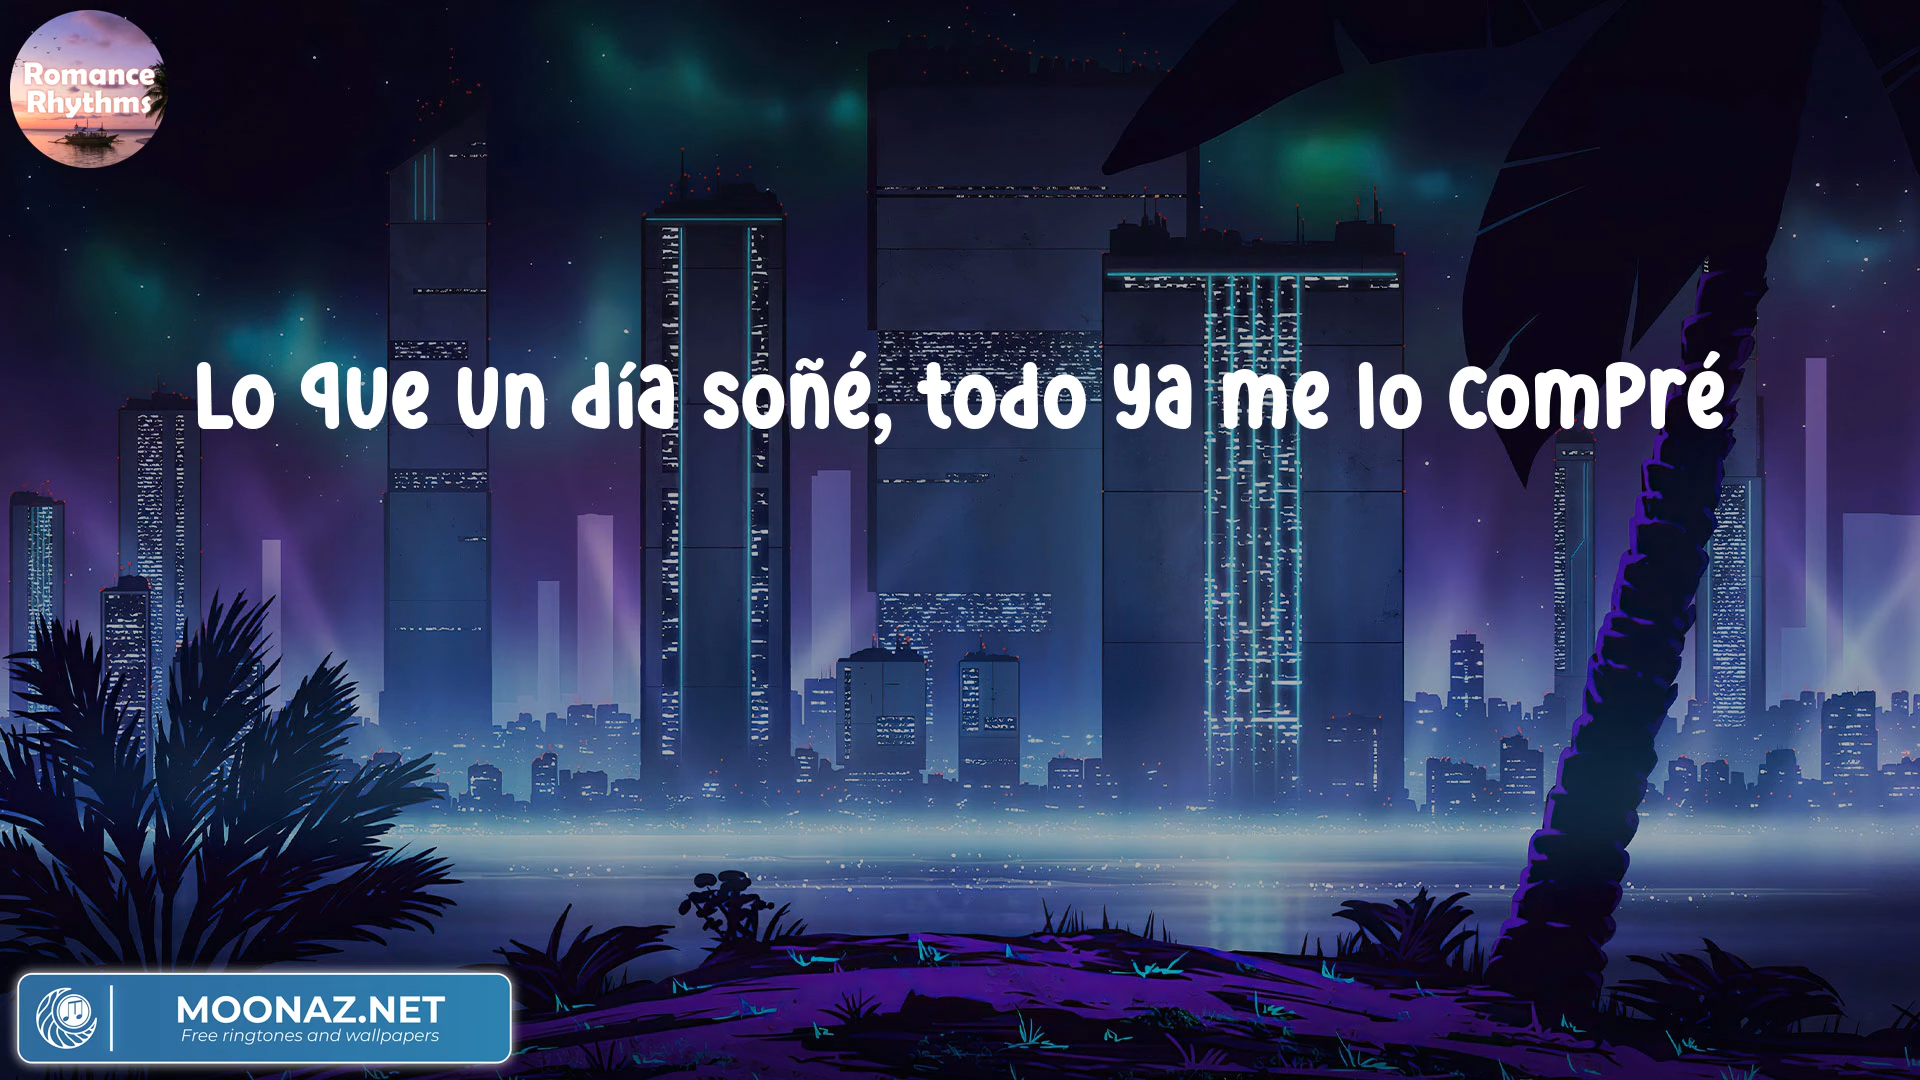 Romance
Rhythms
Lo que un día soñé, todo ya me lo compré
MOONAZ.NET
Free ringtones and wallpapers